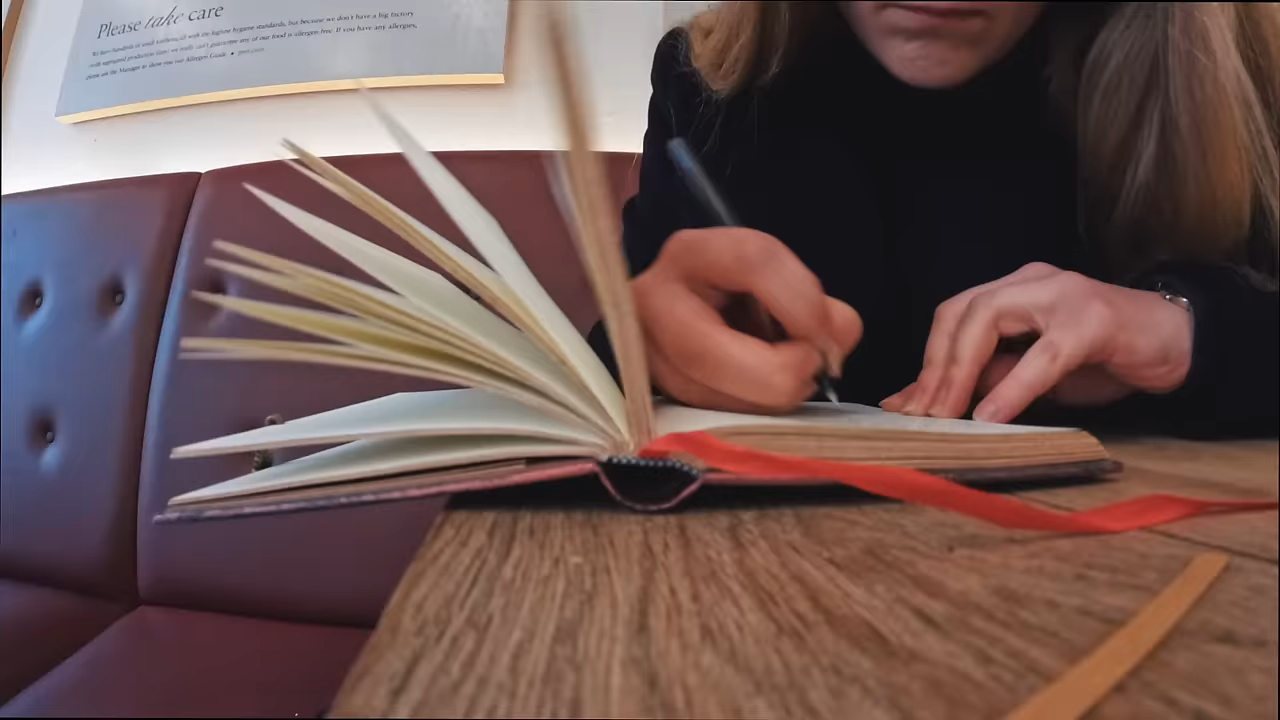 Please take care
We have hundreds of small kitchens, all with the highest hygiene standards, but because we don't have a big factory
with segregated production lines) we really can't guarantee any of our food is allergen-free. If you have any allergies,
please ask the Manager to show you our Allergen Guide. •